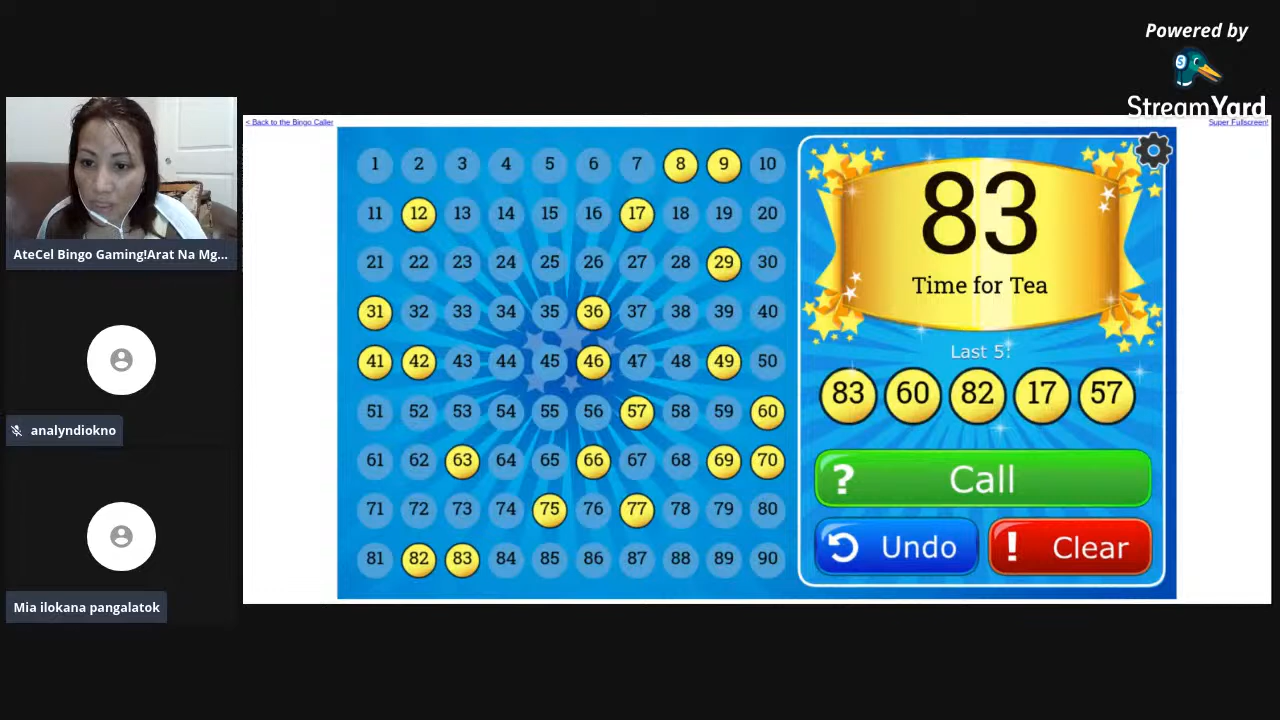 Powered by
StreamYard
< Back to the Bingo Caller
Super Fullscreen!
1 2 3 4 5 6 7 8 9 10
11 12 13 14 15 16 17 18 19 20
21 22 23 24 25 26 27 28 29 30
31 32 33 34 35 36 37 38 39 40
41 42 43 44 45 46 47 48 49 50
51 52 53 54 55 56 57 58 59 60
61 62 63 64 65 66 67 68 69 70
71 72 73 74 75 76 77 78 79 80
81 82 83 84 85 86 87 88 89 90
83
Time for Tea
Last 5:
83 60 82 17 57
? Call
Undo
! Clear
AteCel Bingo Gaming!Arat Na Mg...
analyndiokno
Mia ilokana pangalatok